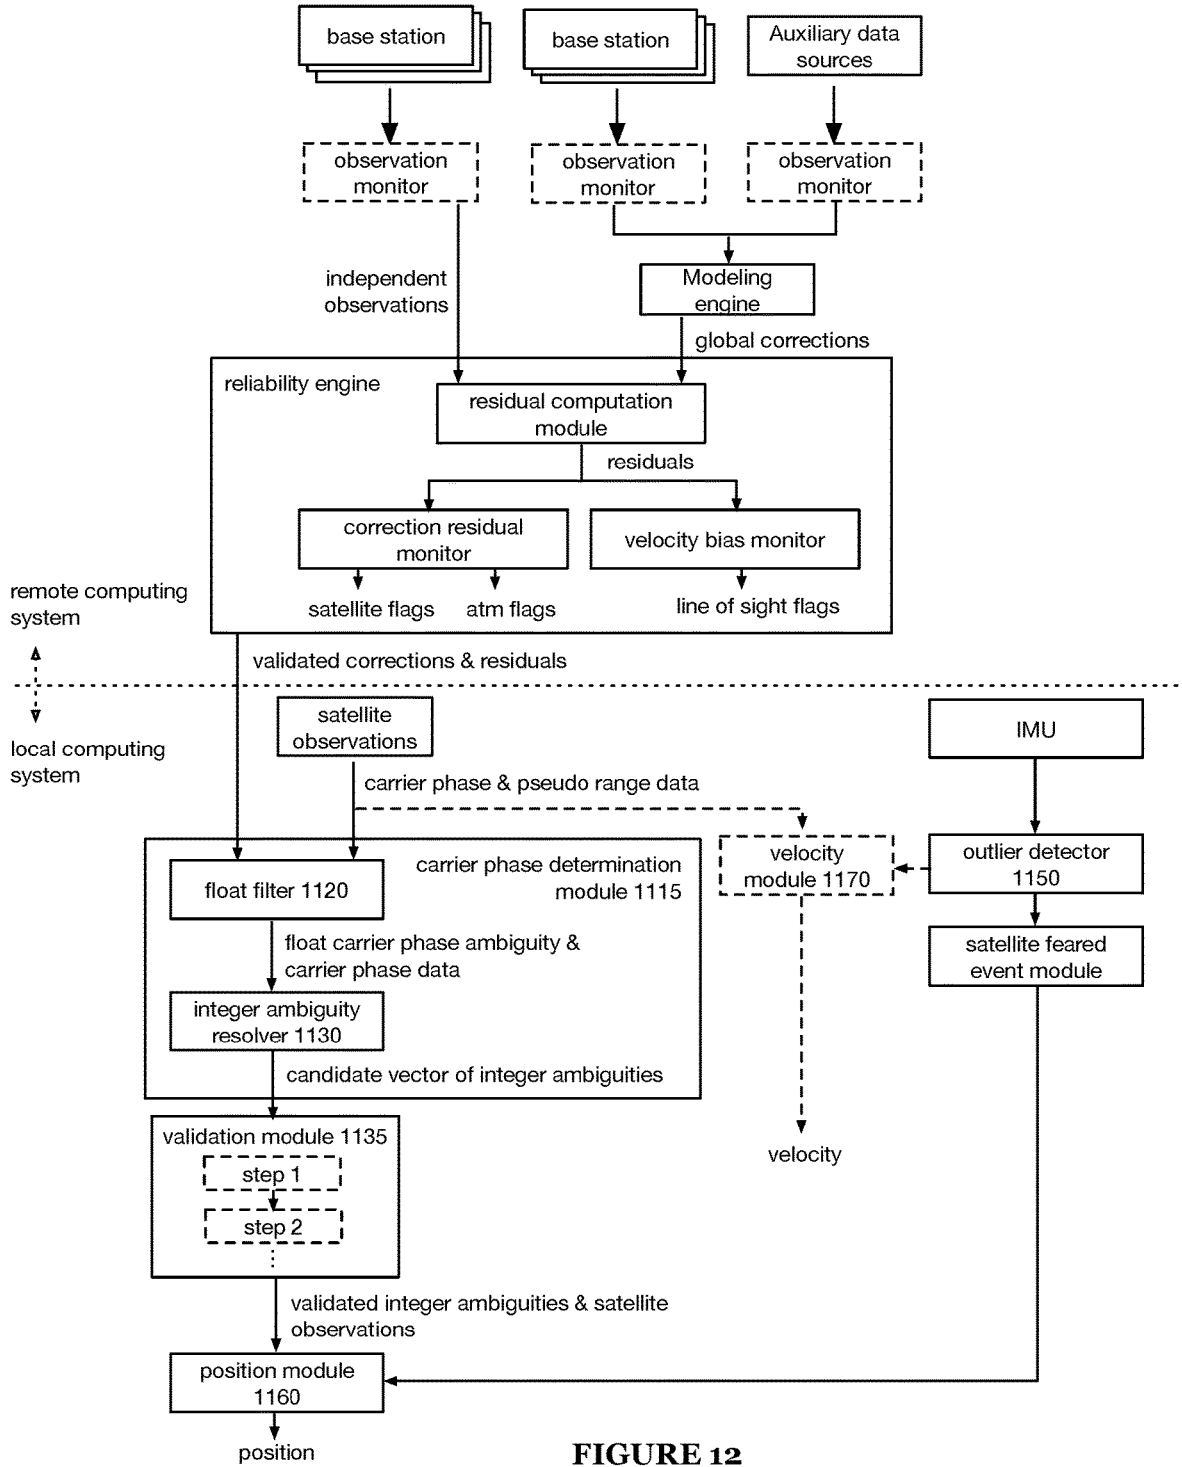 base station
base station
Auxiliary data
sources
observation
monitor
observation
monitor
observation
monitor
independent
observations
Modeling
engine
global corrections
reliability engine
residual computation
module
residuals
correction residual
monitor
velocity bias monitor
satellite flags
atm flags
line of sight flags
remote computing
system
validated corrections & residuals
local computing
system
satellite
observations
IMU
carrier phase & pseudo range data
carrier phase determination
module 1115
float filter 1120
velocity
module 1170
outlier detector
1150
float carrier phase ambiguity &
carrier phase data
satellite feared
event module
integer ambiguity
resolver 1130
candidate vector of integer ambiguities
validation module 1135
step 1
step 2
velocity
validated integer ambiguities & satellite
observations
position module
1160
position
FIGURE 12